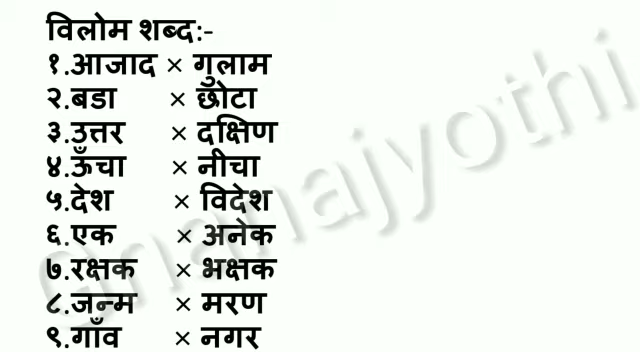 विलोम शब्द:-
१.आजाद × गुलाम
२.बडा × छोटा
३.उत्तर × दक्षिण
४.ऊँचा × नीचा
५.देश × विदेश
६.एक × अनेक
७.रक्षक × भक्षक
८.जन्म × मरण
९.गाँव × नगर
Gnanajyothi